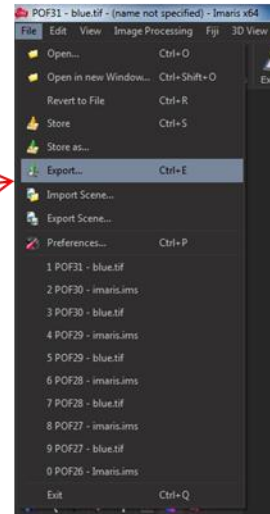 POF31 - blue.tif - (name not specified) - Imaris x64
File Edit View Image Processing Fiji 3D View
Open... Ctrl+O
Open in new Window... Ctrl+Shift+O
Revert to File Ctrl+R
Store Ctrl+S
Store as...
Export... Ctrl+E
Import Scene...
Export Scene...
Preferences... Ctrl+P
1 POF31 - blue.tif
2 POF30 - imaris.ims
3 POF30 - blue.tif
4 POF29 - imaris.ims
5 POF29 - blue.tif
6 POF28 - imaris.ims
7 POF28 - blue.tif
8 POF27 - imaris.ims
9 POF27 - blue.tif
0 POF26 - Imaris.ims
Exit Ctrl+Q